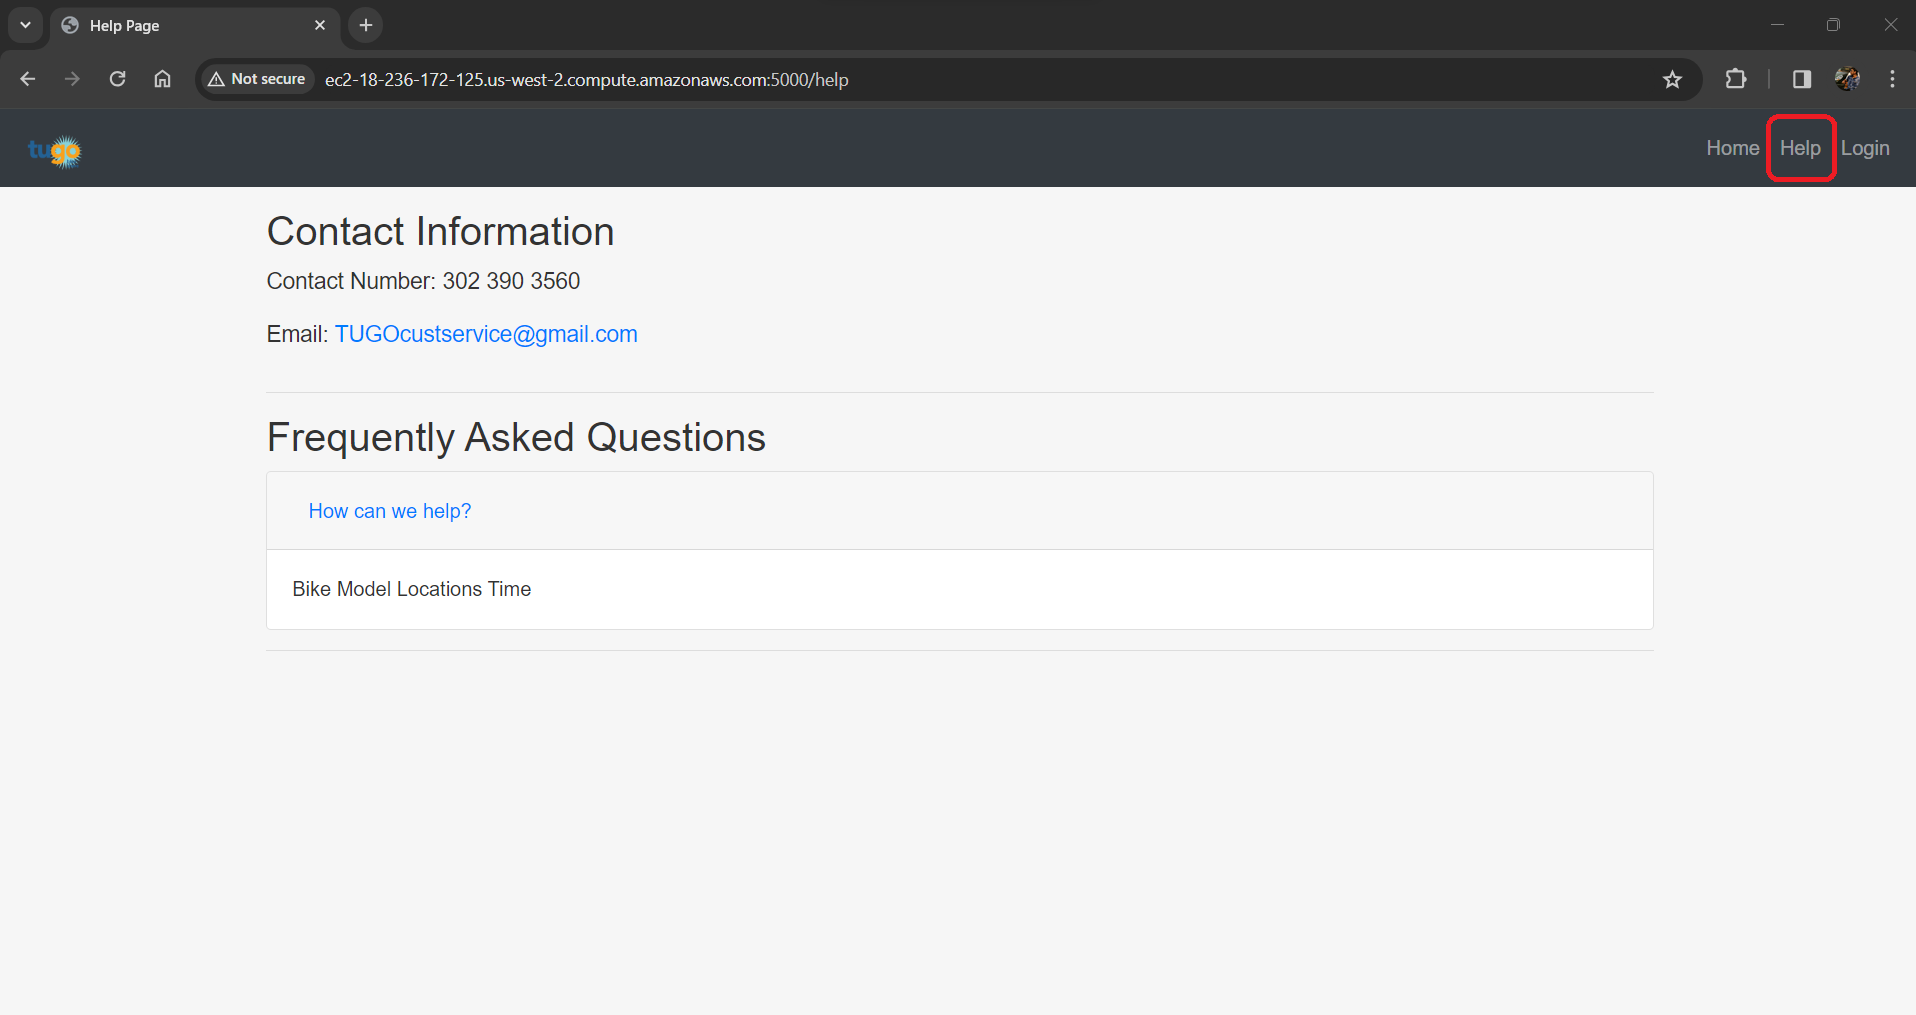 Help Page
Not secure ec2-18-236-172-125.us-west-2.compute.amazonaws.com:5000/help
tugo
Home Help Login
Contact Information
Contact Number: 302 390 3560
Email: TUGOcustservice@gmail.com
Frequently Asked Questions
How can we help?
Bike Model Locations Time